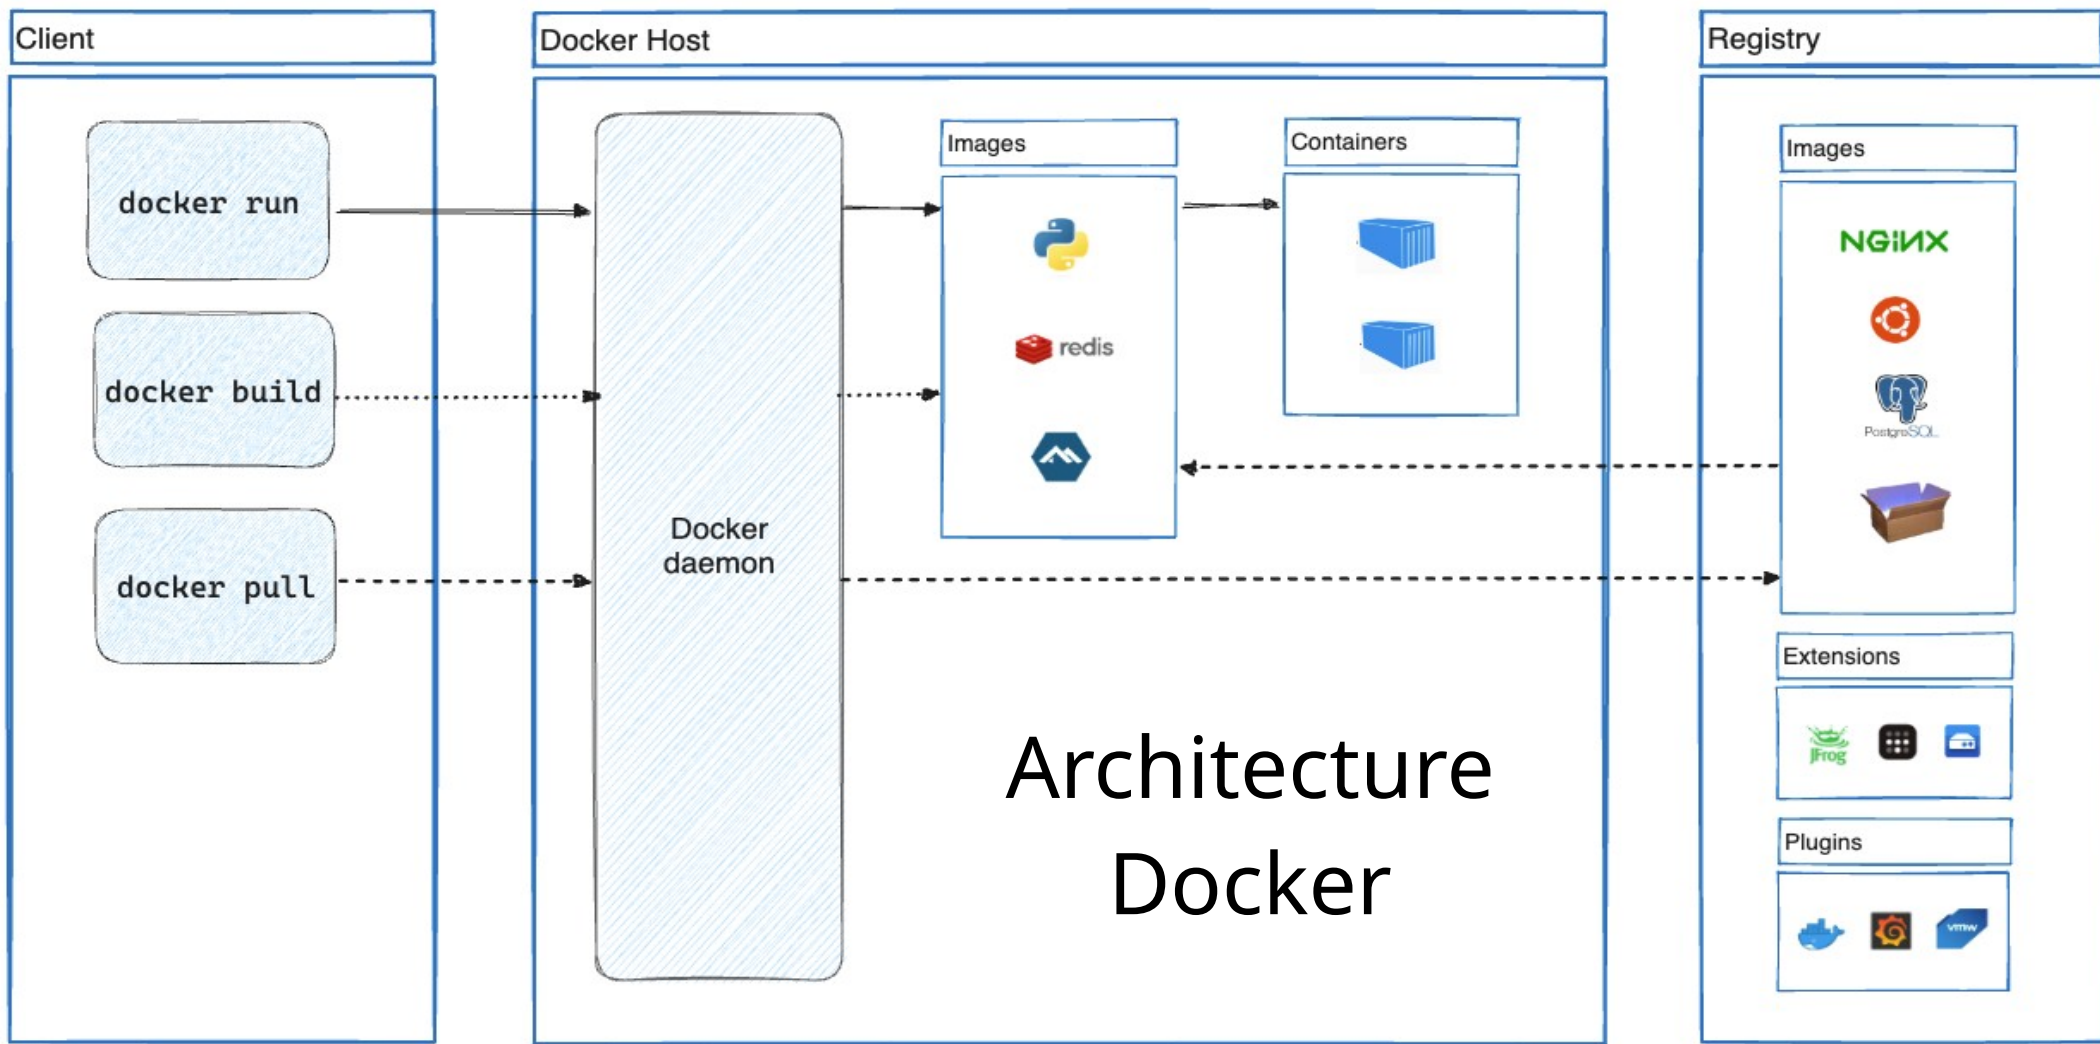 Client
docker run
docker build
docker pull
Docker Host
Docker
daemon
Images
redis
Containers
Architecture
Docker
Registry
Images
NGINX
PostgreSQL
Extensions
JFrog
Plugins
vmw